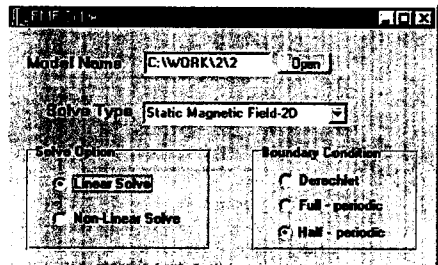 Model Name C:\WORK\2\2 Open
Solve Type Static Magnetic Field-2D
Solve Option Boundary Condition
Linear Solve Derechlet
Non-Linear Solve Full - periodic
Half - periodic